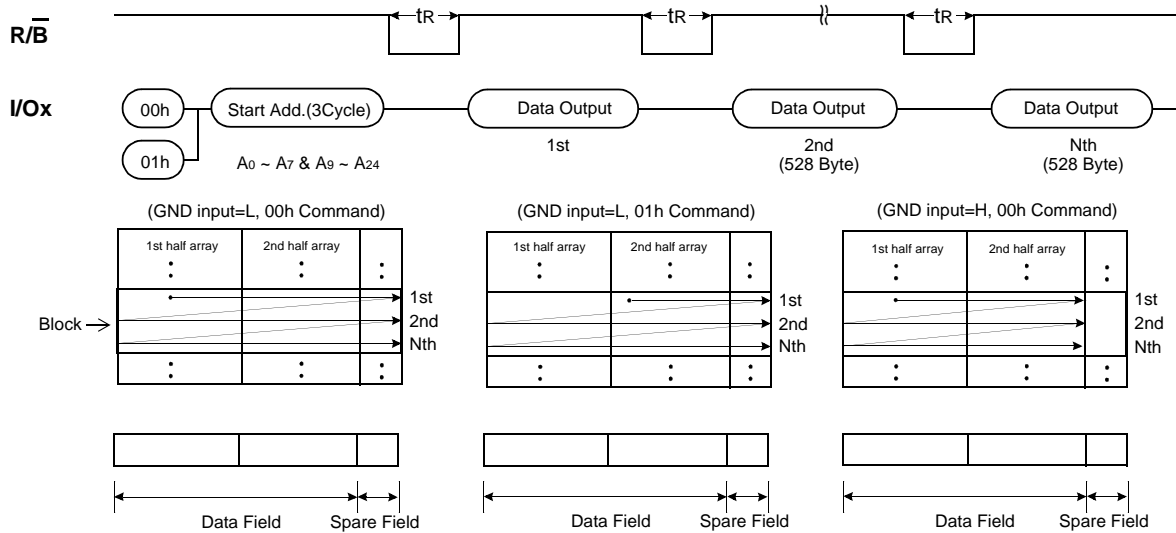 R/B tR tR tR
I/Ox 00h Start Add.(3Cycle) Data Output Data Output Data Output
01h A0 ~ A7 & A9 ~ A24 1st 2nd Nth
(528 Byte) (528 Byte)
(GND input=L, 00h Command) (GND input=L, 01h Command) (GND input=H, 00h Command)
1st half array 2nd half array 1st half array 2nd half array 1st half array 2nd half array
1st 1st 1st
Block 2nd 2nd 2nd
Nth Nth Nth
Data Field Spare Field Data Field Spare Field Data Field Spare Field